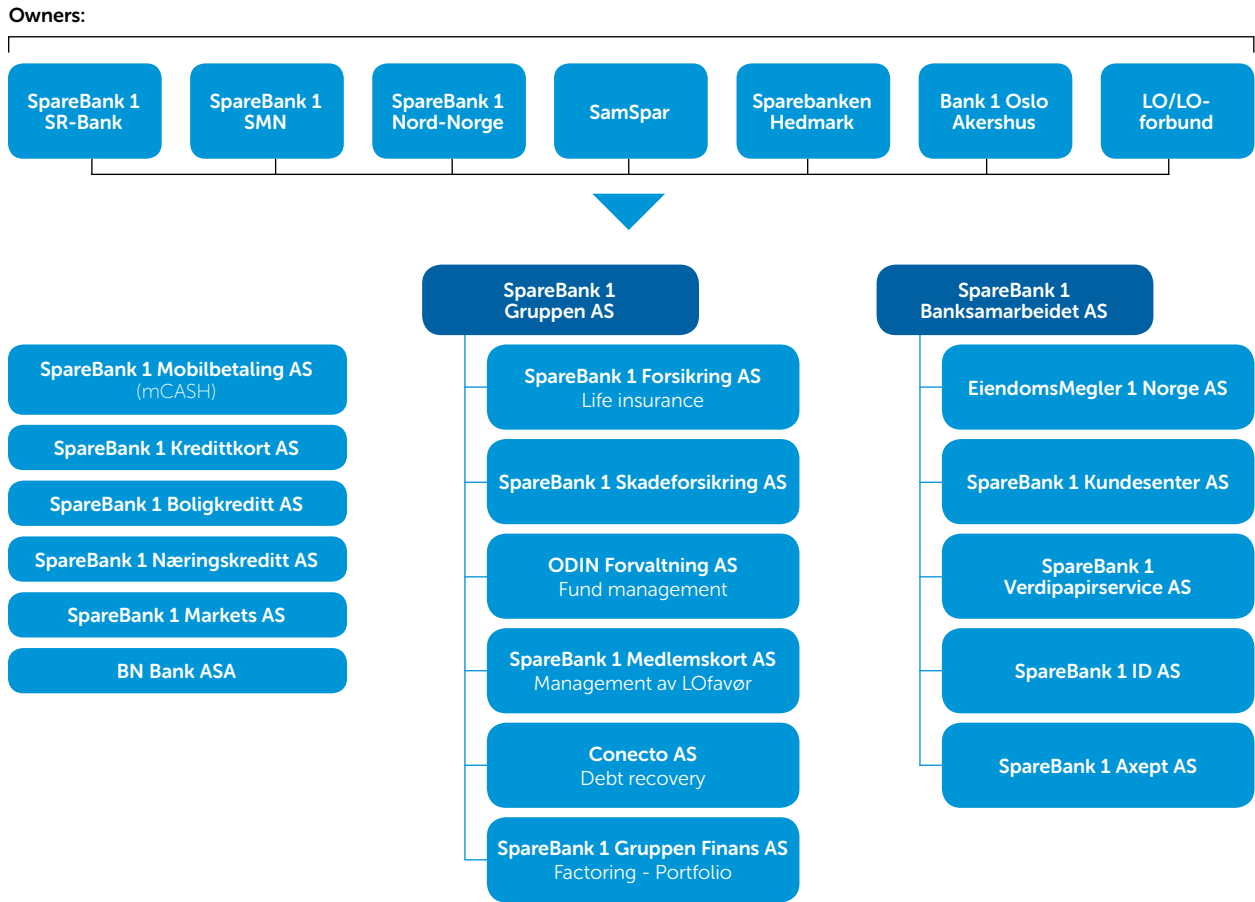 Owners:
SpareBank 1
SR-Bank
SpareBank 1
SMN
SpareBank 1
Nord-Norge
SamSpar
Sparebanken
Hedmark
Bank 1 Oslo
Akershus
LO/LO-
forbund
SpareBank 1 Mobilbetaling AS
(mCASH)
SpareBank 1 Kredittkort AS
SpareBank 1 Boligkreditt AS
SpareBank 1 Næringskreditt AS
SpareBank 1 Markets AS
BN Bank ASA
SpareBank 1
Gruppen AS
SpareBank 1 Forsikring AS
Life insurance
SpareBank 1 Skadeforsikring AS
ODIN Forvaltning AS
Fund management
SpareBank 1 Medlemskort AS
Management av LOfavør
Conecto AS
Debt recovery
SpareBank 1 Gruppen Finans AS
Factoring - Portfolio
SpareBank 1
Banksamarbeidet AS
EiendomsMegler 1 Norge AS
SpareBank 1 Kundesenter AS
SpareBank 1
Verdipapirservice AS
SpareBank 1 ID AS
SpareBank 1 Axept AS